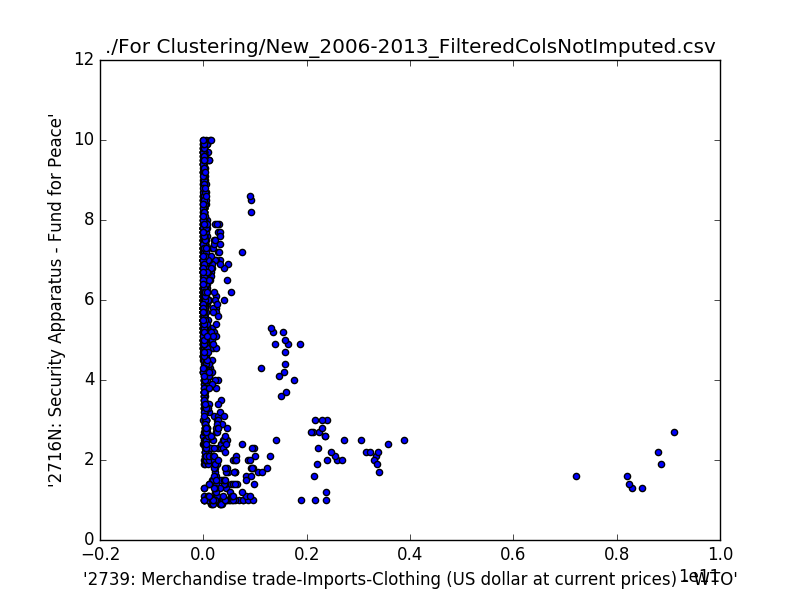 ./For Clustering/New_2006-2013_FilteredColsNotImputed.csv
12
10
8
6
4
2
0
'2716N: Security Apparatus - Fund for Peace'
−0.2 0.0 0.2 0.4 0.6 0.8 1.0
1e11
'2739: Merchandise trade-Imports-Clothing (US dollar at current prices) - WTO'